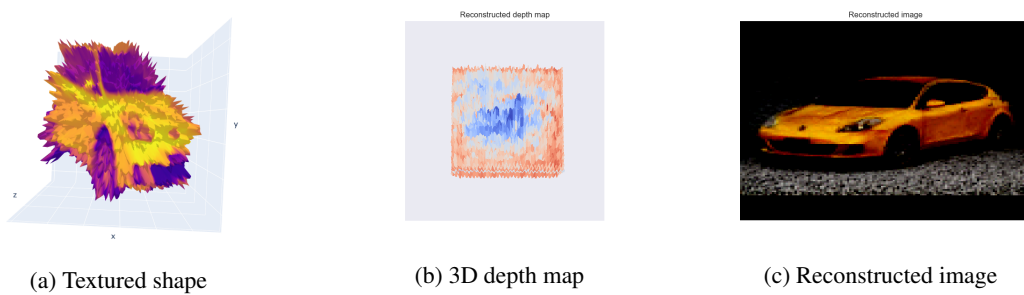 Reconstructed depth map
Reconstructed image
y
z
x
(a) Textured shape
(b) 3D depth map
(c) Reconstructed image